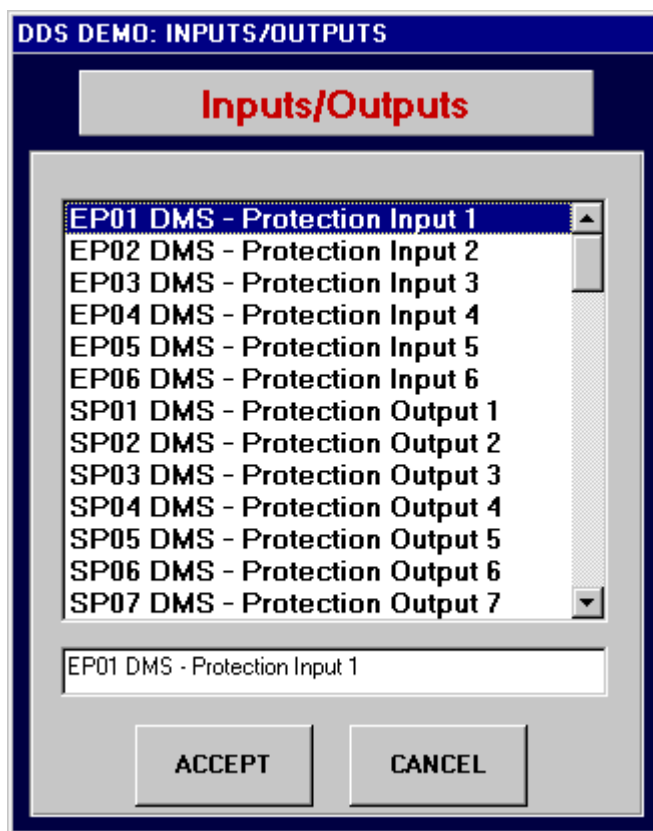 DDS DEMO: INPUTS/OUTPUTS
Inputs/Outputs
EP01 DMS - Protection Input 1
EP02 DMS - Protection Input 2
EP03 DMS - Protection Input 3
EP04 DMS - Protection Input 4
EP05 DMS - Protection Input 5
EP06 DMS - Protection Input 6
SP01 DMS - Protection Output 1
SP02 DMS - Protection Output 2
SP03 DMS - Protection Output 3
SP04 DMS - Protection Output 4
SP05 DMS - Protection Output 5
SP06 DMS - Protection Output 6
SP07 DMS - Protection Output 7
EP01 DMS - Protection Input 1
ACCEPT CANCEL